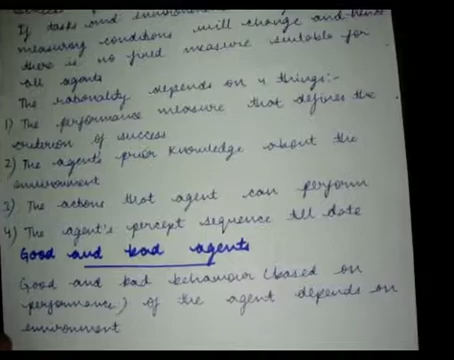 If tasks and environment
measuring conditions will change and hence
there is no fixed measure suitable for
all agents
The rationality depends on 4 things:-
1) The performance measure that defines the
criterion of success
2) The agent's prior knowledge about the
environment
3) The actions that agent can perform
4) The agent's percept sequence till date
Good and bad agents
Good and bad behaviour (based on
performance) of the agent depends on
environment